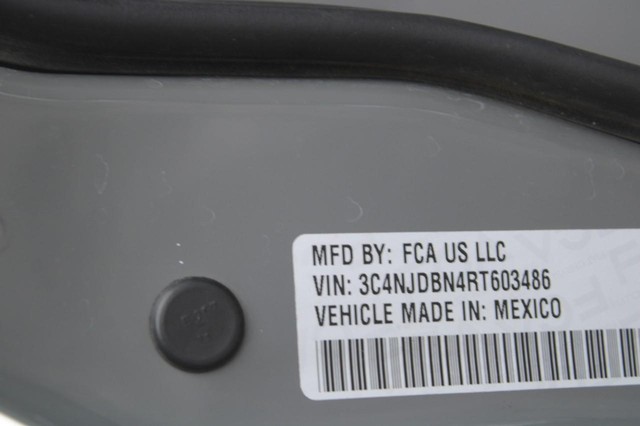 MFD BY: FCA US LLC
VIN: 3C4NJDBN4RT603486
VEHICLE MADE IN: MEXICO